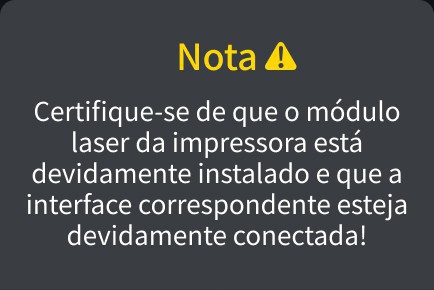 Nota ⚠
Certifique-se de que o módulo
laser da impressora está
devidamente instalado e que a
interface correspondente esteja
devidamente conectada!